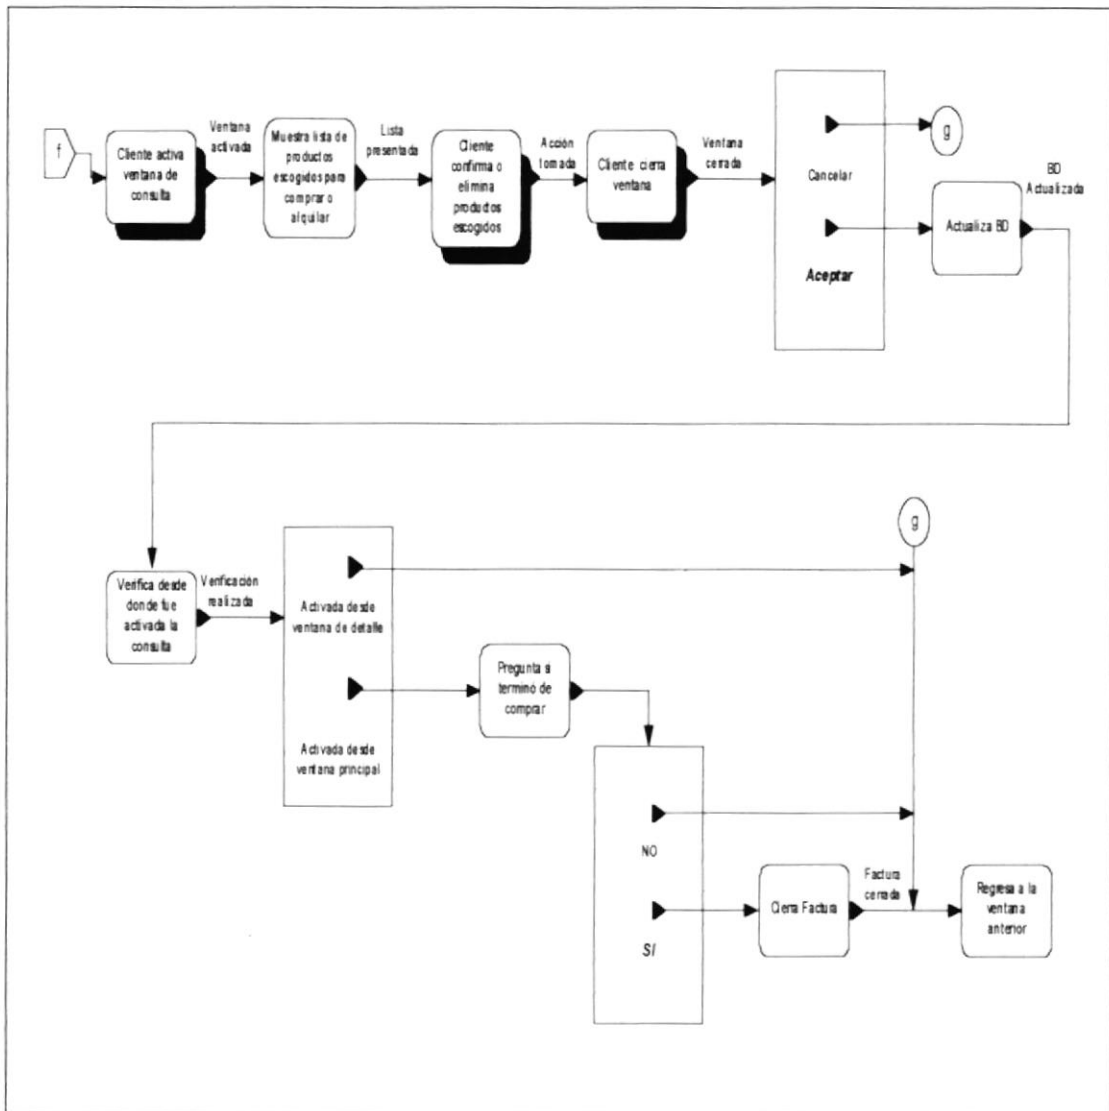 f
Cliente activa
ventana de
consulta
Ventana
activada
Muestra lista de
productos
escogidos para
comprar o
alquilar
Lista
presentada
Cliente
confirma o
elimina
productos
escogidos
Acción
tomada
Cliente cierra
ventana
Ventana
cerrada
Cancelar
Aceptar
g
Actualiza BD
BD
Actualizada
Verifica desde
donde fue
activada la
consulta
Verificación
realizada
Activada desde
ventana de detalle
Activada desde
ventana principal
Pregunta si
terminó de
comprar
g
NO
SI
Cierra Factura
Factura
cerrada
Regresa a la
ventana
anterior